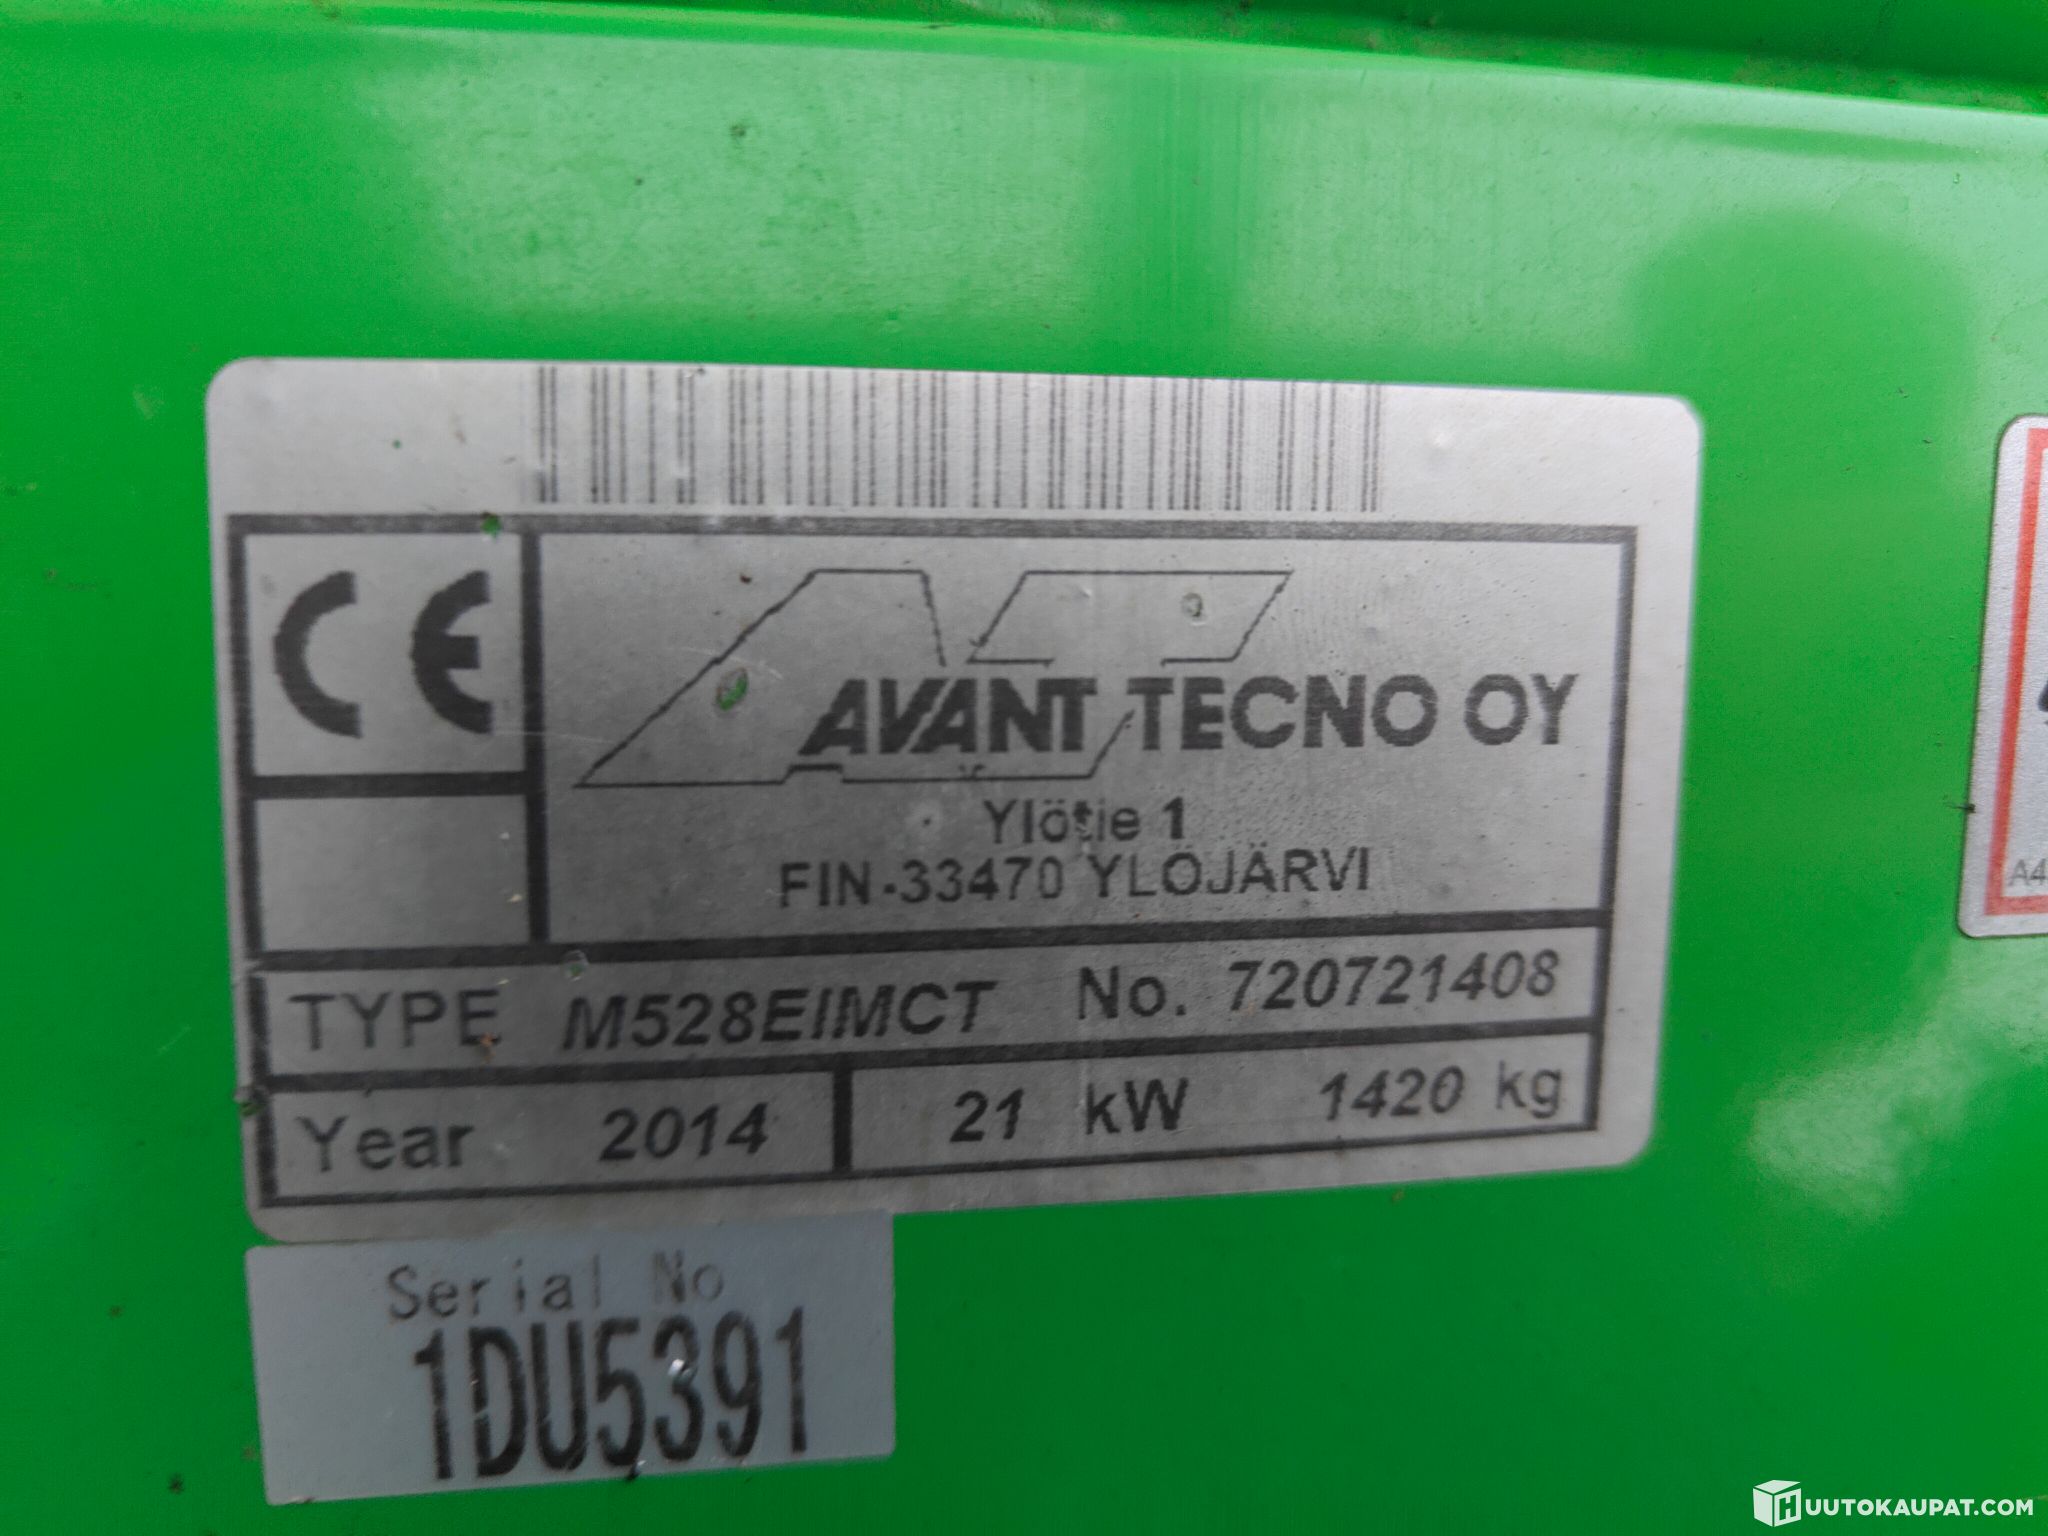 CE
AVANT TECNO OY
Ylötie 1
FIN-33470 YLÖJÄRVI
TYPE M528EIMCT No. 720721408
Year 2014 21 kW 1420 kg
Serial No
1DU5391
A4
HUUTOKAUPAT.COM